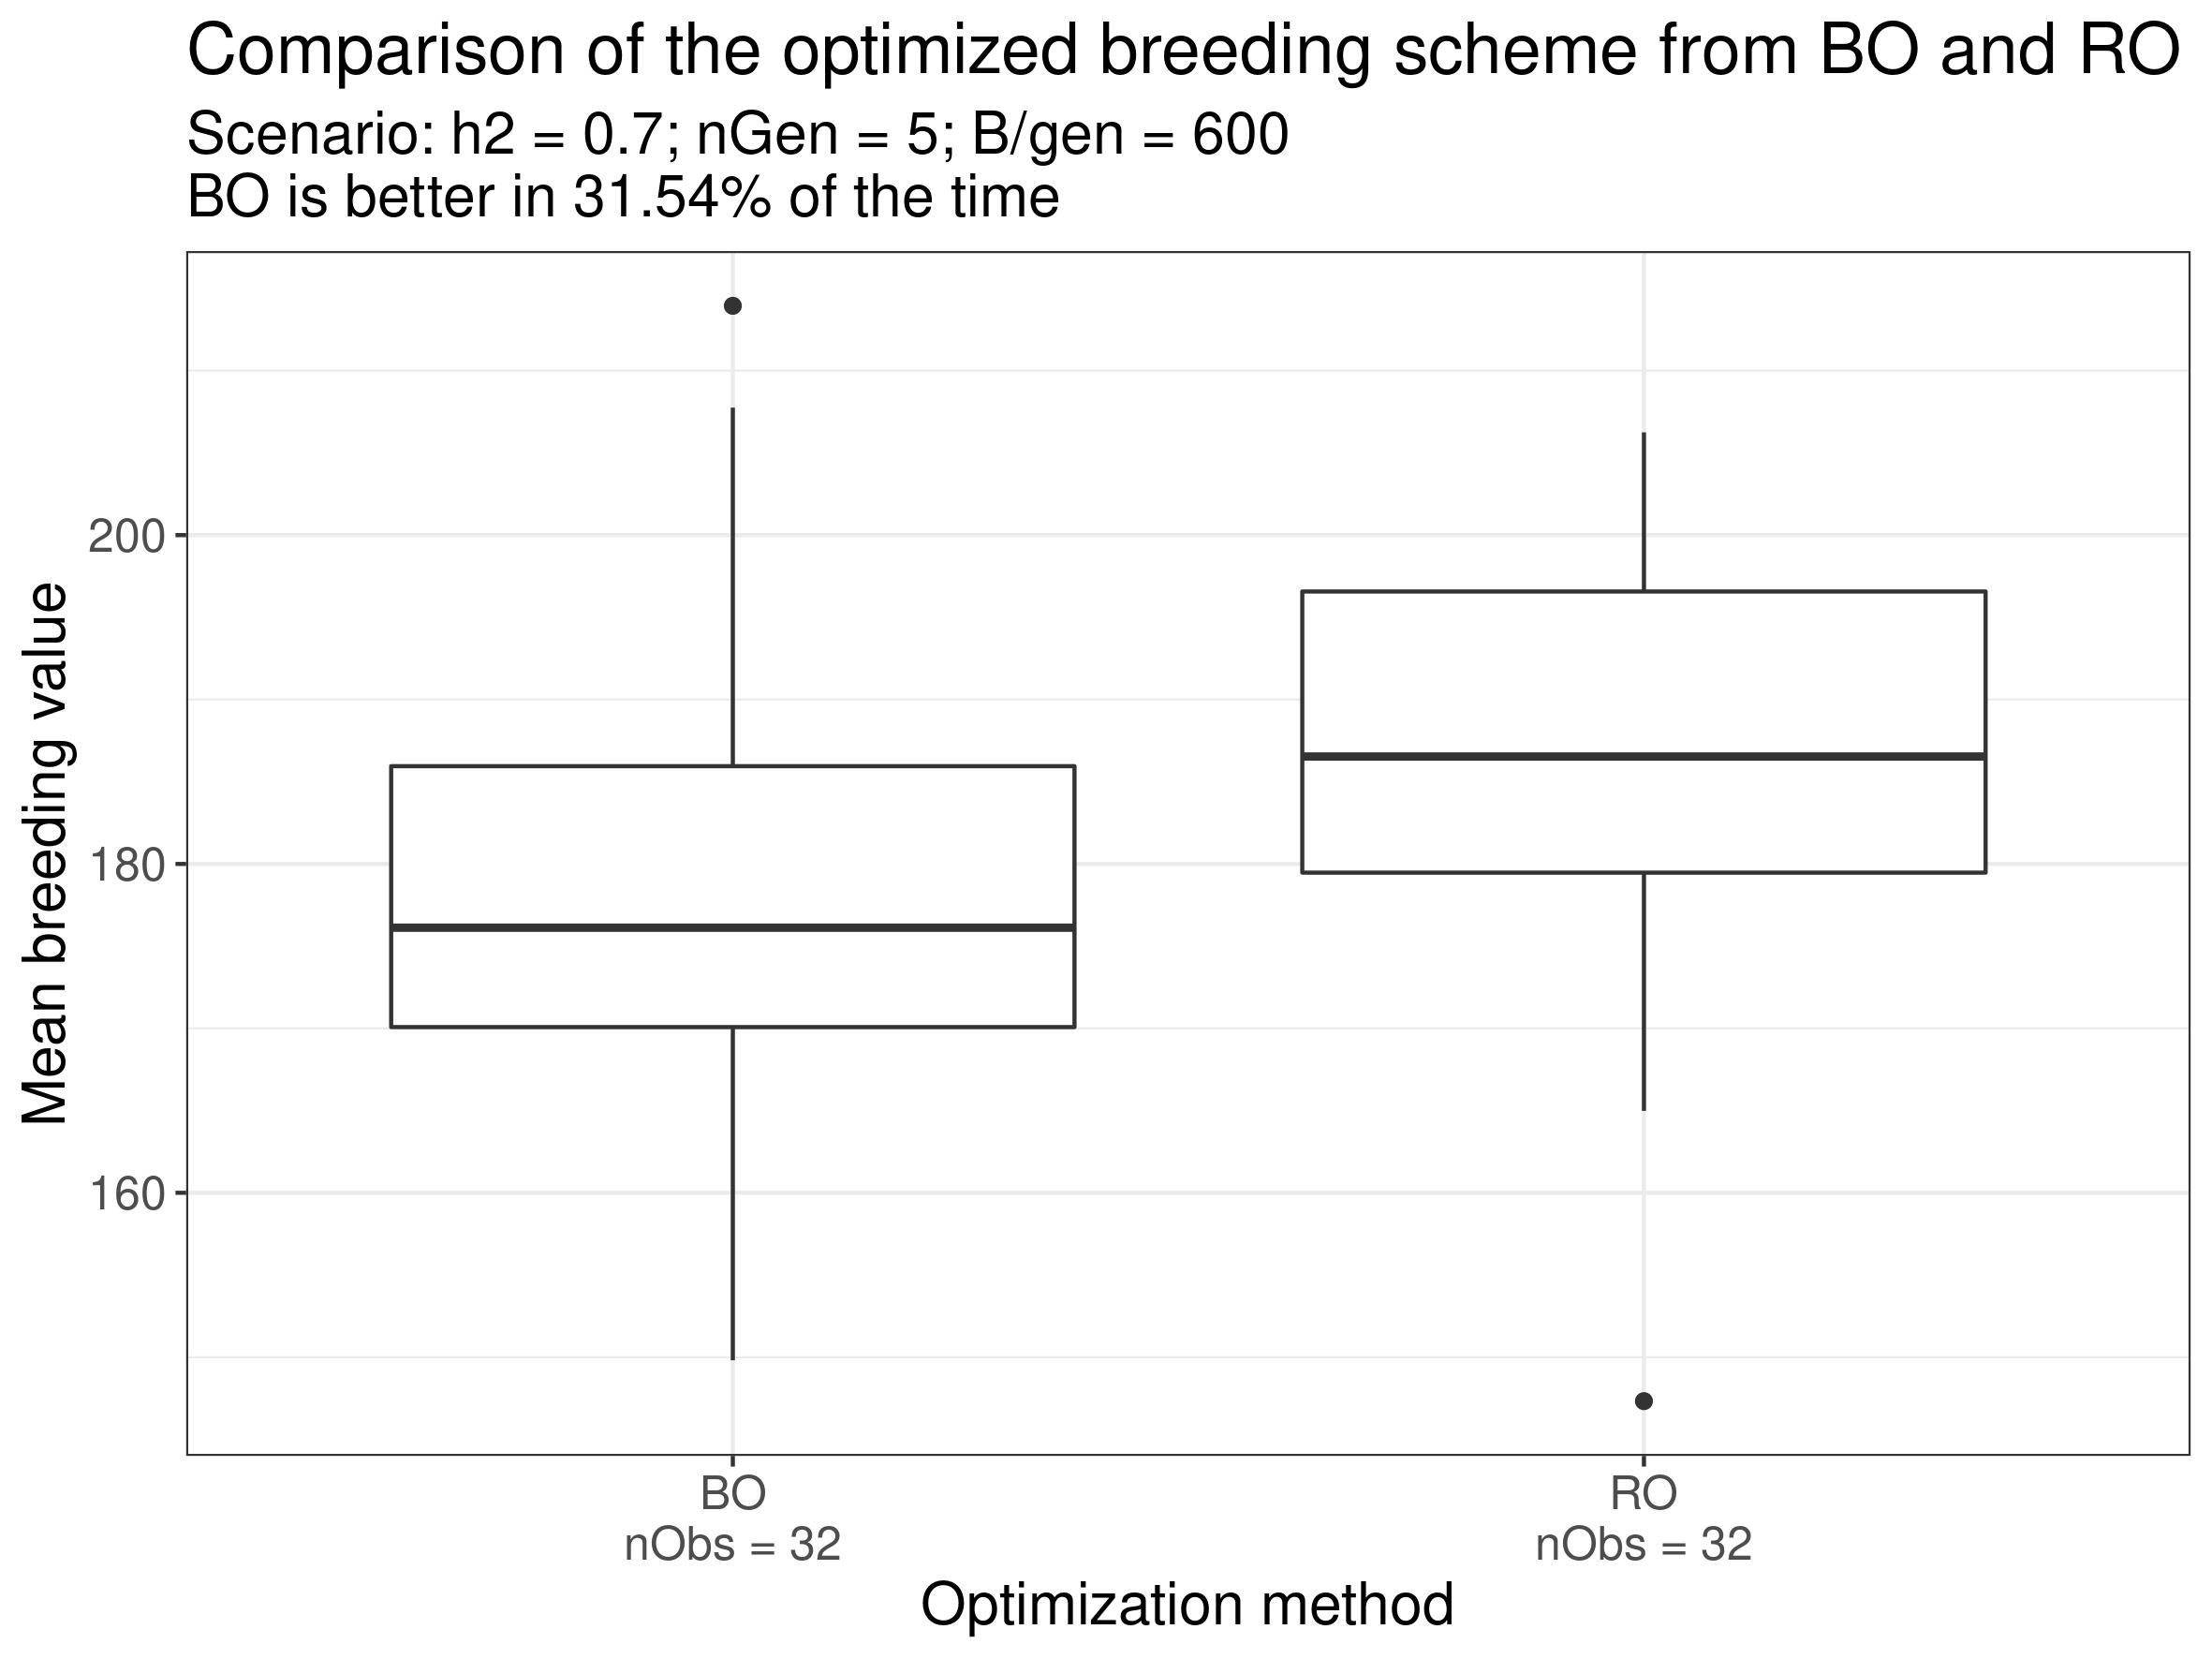 Comparison of the optimized breeding scheme from BO and RO
Scenario: h2 = 0.7; nGen = 5; B/gen = 600
BO is better in 31.54% of the time
Mean breeding value
200
180
160
BO
nObs = 32
RO
nObs = 32
Optimization method